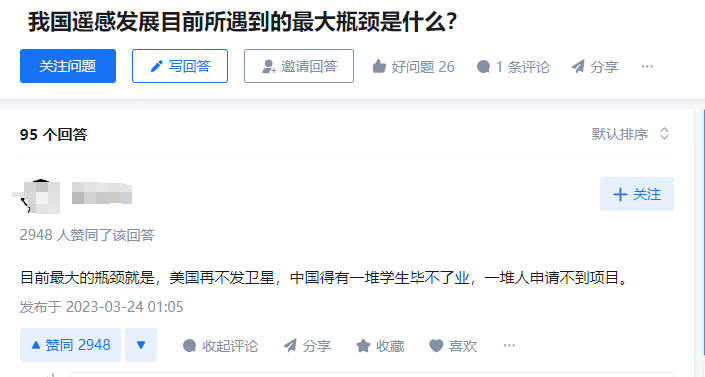 我国遥感发展目前所遇到的最大瓶颈是什么？
关注问题 写回答 邀请回答 好问题 26 1 条评论 分享 ···
95 个回答 默认排序
关注
2948 人赞同了该回答
目前最大的瓶颈就是，美国再不发卫星，中国得有一堆学生毕不了业，一堆人申请不到项目。
发布于 2023-03-24 01:05
赞同 2948 收起评论 分享 收藏 喜欢 ···